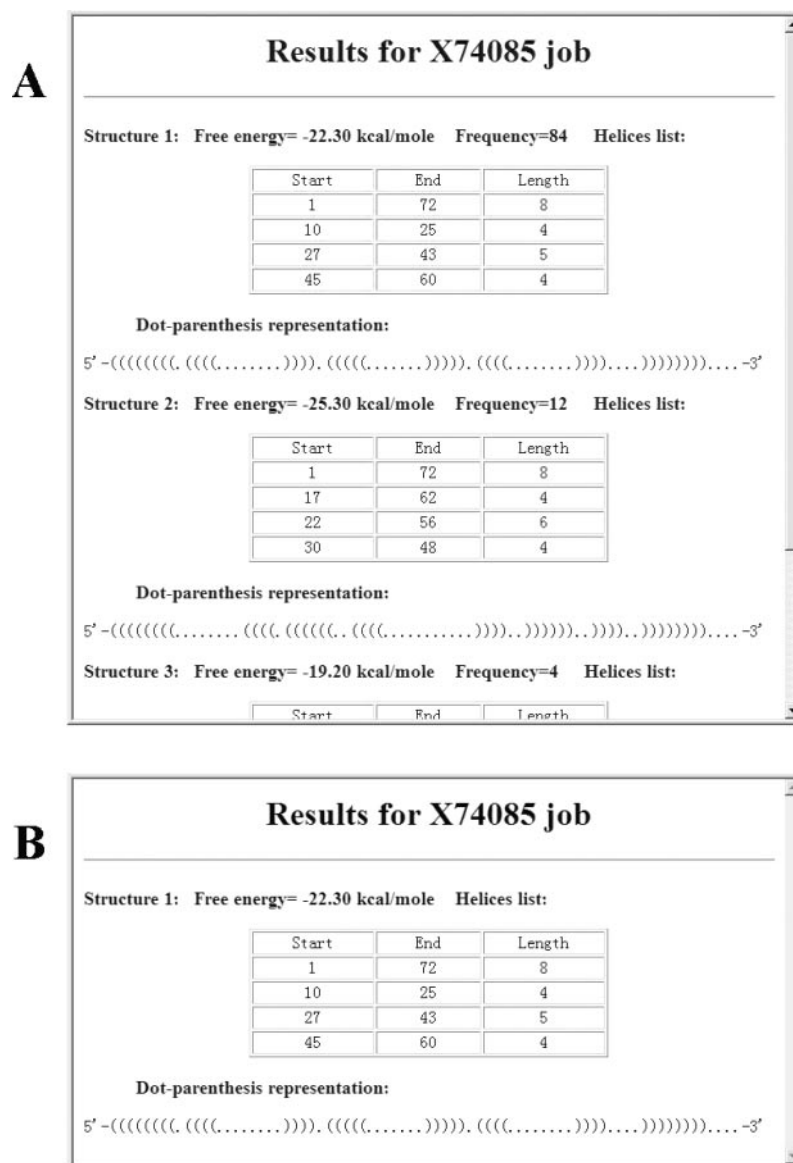 A
Results for X74085 job
Structure 1: Free energy= -22.30 kcal/mole Frequency=84 Helices list:
Start End Length
1 72 8
10 25 4
27 43 5
45 60 4
Dot-parenthesis representation:
5'-((((((((.((((........)))).(((((.......))))).((((........))))....))))))))....-3'
Structure 2: Free energy= -25.30 kcal/mole Frequency=12 Helices list:
Start End Length
1 72 8
17 62 4
22 56 6
30 48 4
Dot-parenthesis representation:
5'-((((((((........((((.((((((..((((...........))))..))))))..))))..))))))))....-3'
Structure 3: Free energy= -19.20 kcal/mole Frequency=4 Helices list:
Start End Length
B
Results for X74085 job
Structure 1: Free energy= -22.30 kcal/mole Helices list:
Start End Length
1 72 8
10 25 4
27 43 5
45 60 4
Dot-parenthesis representation:
5'-((((((((.((((........)))).(((((.......))))).((((........))))....))))))))....-3'